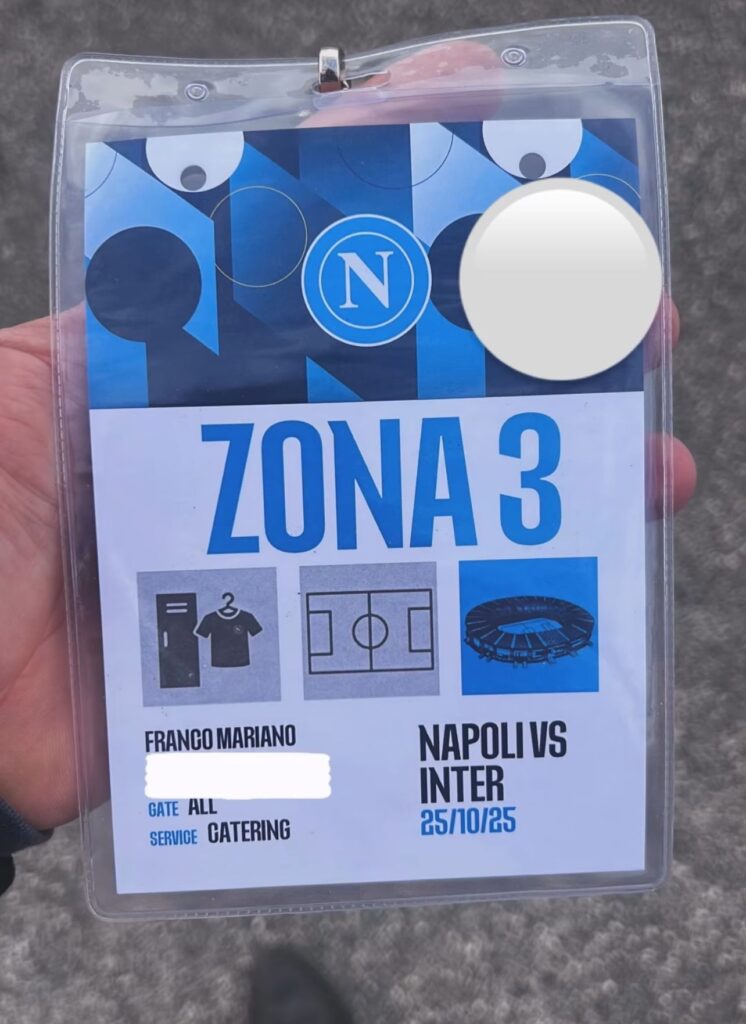 N
ZONA 3
FRANCO MARIANO
GATE ALL
SERVICE CATERING
NAPOLI VS
INTER
25/10/25